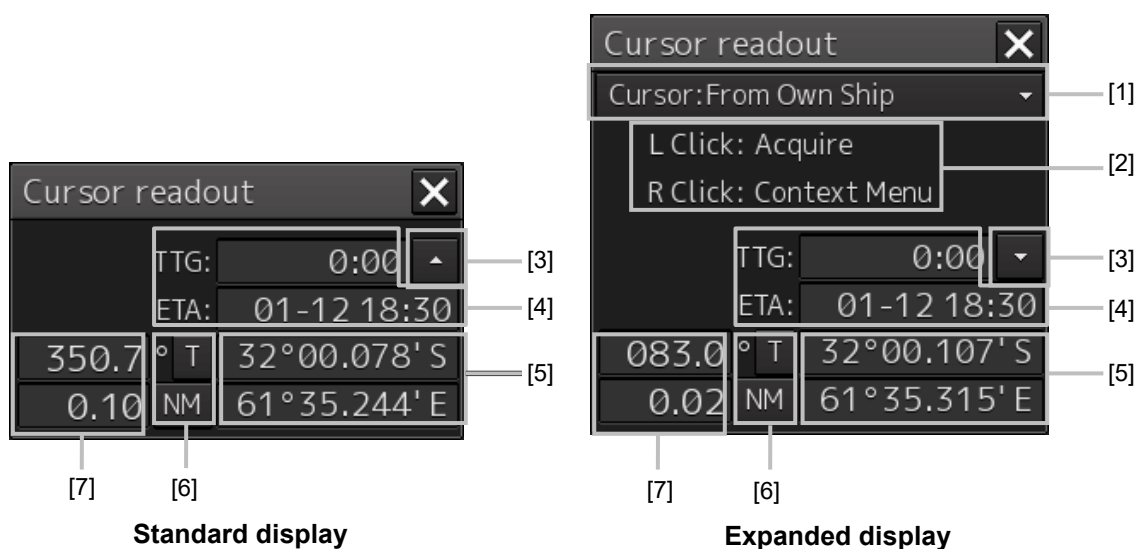 Cursor readout
TTG: 0:00
[3]
ETA: 01-12 18:30
[4]
350.7 ° T 32°00.078'S
0.10 NM 61°35.244'E
[5]
[7] [6]
Standard display
Cursor readout
Cursor:From Own Ship
[1]
L Click: Acquire
R Click: Context Menu
[2]
TTG: 0:00
[3]
ETA: 01-12 18:30
[4]
083.0 ° T 32°00.107'S
0.02 NM 61°35.315'E
[5]
[7] [6]
Expanded display